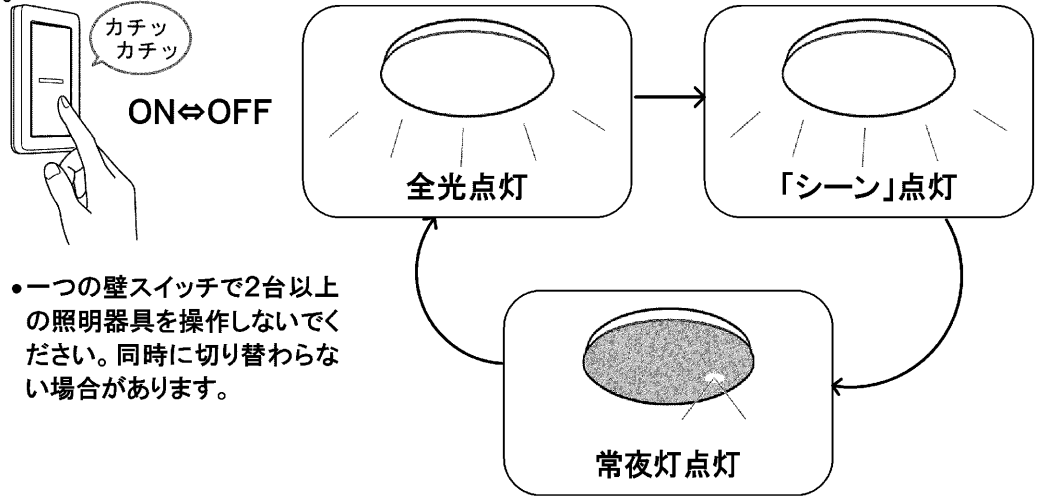 カチッ
カチッ
ON⇔OFF
全光点灯
「シーン」点灯
常夜灯点灯
•一つの壁スイッチで2台以上
の照明器具を操作しないでく
ださい。同時に切り替わらな
い場合があります。